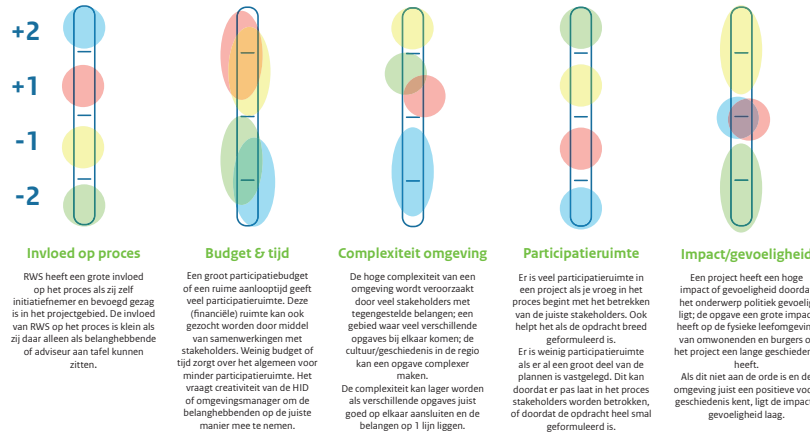 +2
+1
-1
-2
Invloed op proces
RWS heeft een grote invloed
op het proces als zij zelf
initiatiefnemer en bevoegd gezag
is in het projectgebied. De invloed
van RWS op het proces is klein als
zij daar alleen als belanghebbende
of adviseur aan tafel kunnen
zitten.
Budget & tijd
Een groot participatiebudget
of een ruime aanlooptijd geeft
veel participatieruimte. Deze
(financiële) ruimte kan ook
gezocht worden door middel
van samenwerkingen met
stakeholders. Weinig budget of
tijd zorgt over het algemeen voor
minder participatieruimte. Het
vraagt creativiteit van de HID
of omgevingsmanager om de
belanghebbenden op de juiste
manier mee te nemen.
Complexiteit omgeving
De hoge complexiteit van een
omgeving wordt veroorzaakt
door veel stakeholders met
tegengestelde belangen; een
gebied waar veel verschillende
opgaves bij elkaar komen; de
cultuur/geschiedenis in de regio
kan een opgave complexer
maken.
De complexiteit kan lager worden
als verschillende opgaves juist
goed op elkaar aansluiten en de
belangen op 1 lijn liggen.
Participatieruimte
Er is veel participatieruimte in
een project als je vroeg in het
proces begint met het betrekken
van de juiste stakeholders. Ook
helpt het als de opdracht breed
geformuleerd is.
Er is weinig participatieruimte
als er al een groot deel van de
plannen is vastgelegd. Dit kan
doordat er pas laat in het proces
stakeholders worden betrokken,
of doordat de opdracht heel smal
geformuleerd is.
Impact/gevoeligheid
Een project heeft een hoge
impact of gevoeligheid doorda
het onderwerp politiek gevoelig
ligt; de opgave een grote impac
heeft op de fysieke leefomgevin
van omwonenden en burgers o
het project een lange geschieden
heeft.
Als dit niet aan de orde is en de
omgeving juist een positieve voo
geschiedenis kent, ligt de impact
gevoeligheid laag.